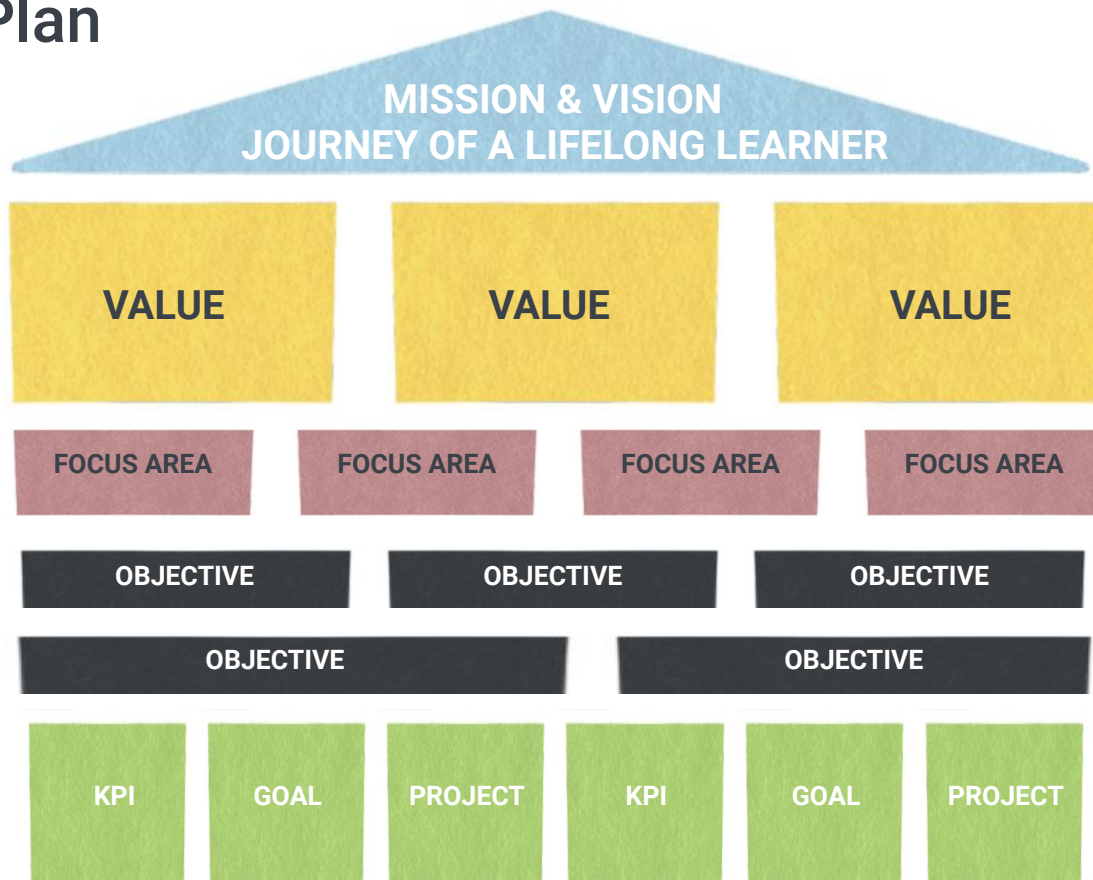 Plan
MISSION & VISION
JOURNEY OF A LIFELONG LEARNER
VALUE VALUE VALUE
FOCUS AREA FOCUS AREA FOCUS AREA FOCUS AREA
OBJECTIVE OBJECTIVE OBJECTIVE
OBJECTIVE OBJECTIVE
KPI GOAL PROJECT KPI GOAL PROJECT